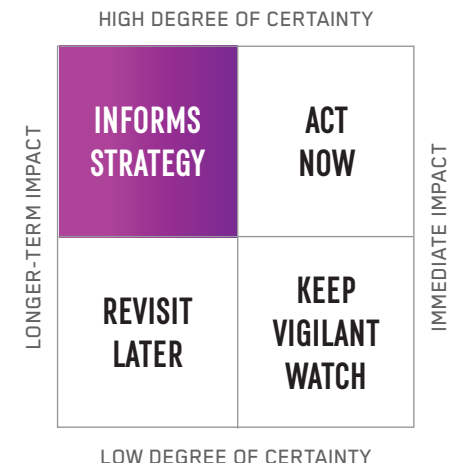 HIGH DEGREE OF CERTAINTY
INFORMS
STRATEGY
ACT
NOW
LONGER-TERM IMPACT
IMMEDIATE IMPACT
REVISIT
LATER
KEEP
VIGILANT
WATCH
LOW DEGREE OF CERTAINTY